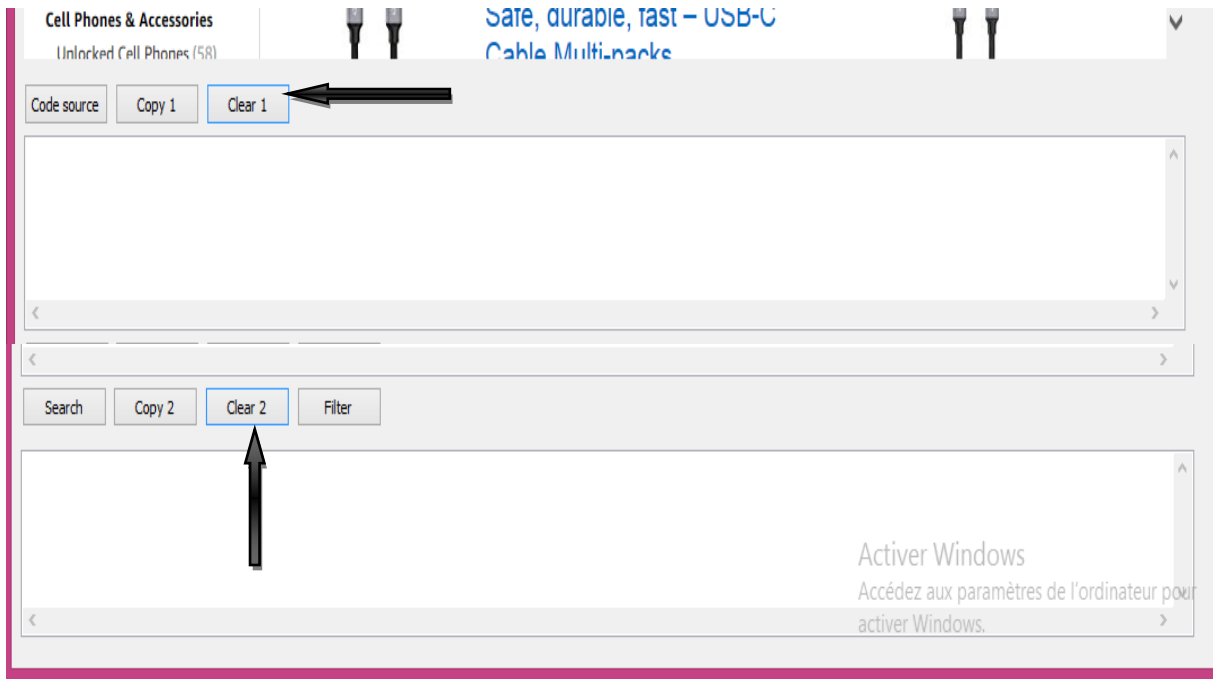 Cell Phones & Accessories
Unlocked Cell Phones (58)
Safe, durable, fast – USB-C
Cable Multi-packs
Code source Copy 1 Clear 1
Search Copy 2 Clear 2 Filter
Activer Windows
Accédez aux paramètres de l'ordinateur pour
activer Windows.